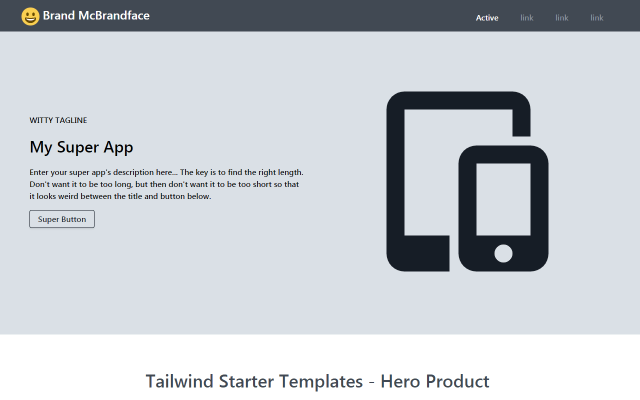 Brand McBrandface
Active link link link
WITTY TAGLINE
My Super App
Enter your super app's description here... The key is to find the right length.
Don't want it to be too long, but then don't want it to be too short so that
it looks weird between the title and button below.
Super Button
Tailwind Starter Templates - Hero Product